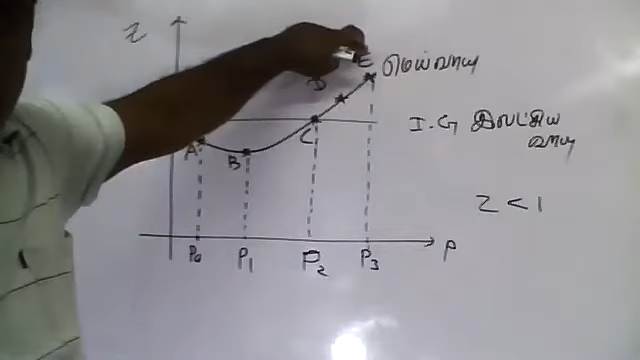 Z
E மெய்வாயு
D
I.G இலட்சிய
வாயு
A
B
C
Z < 1
P₀ P₁ P₂ P₃ P